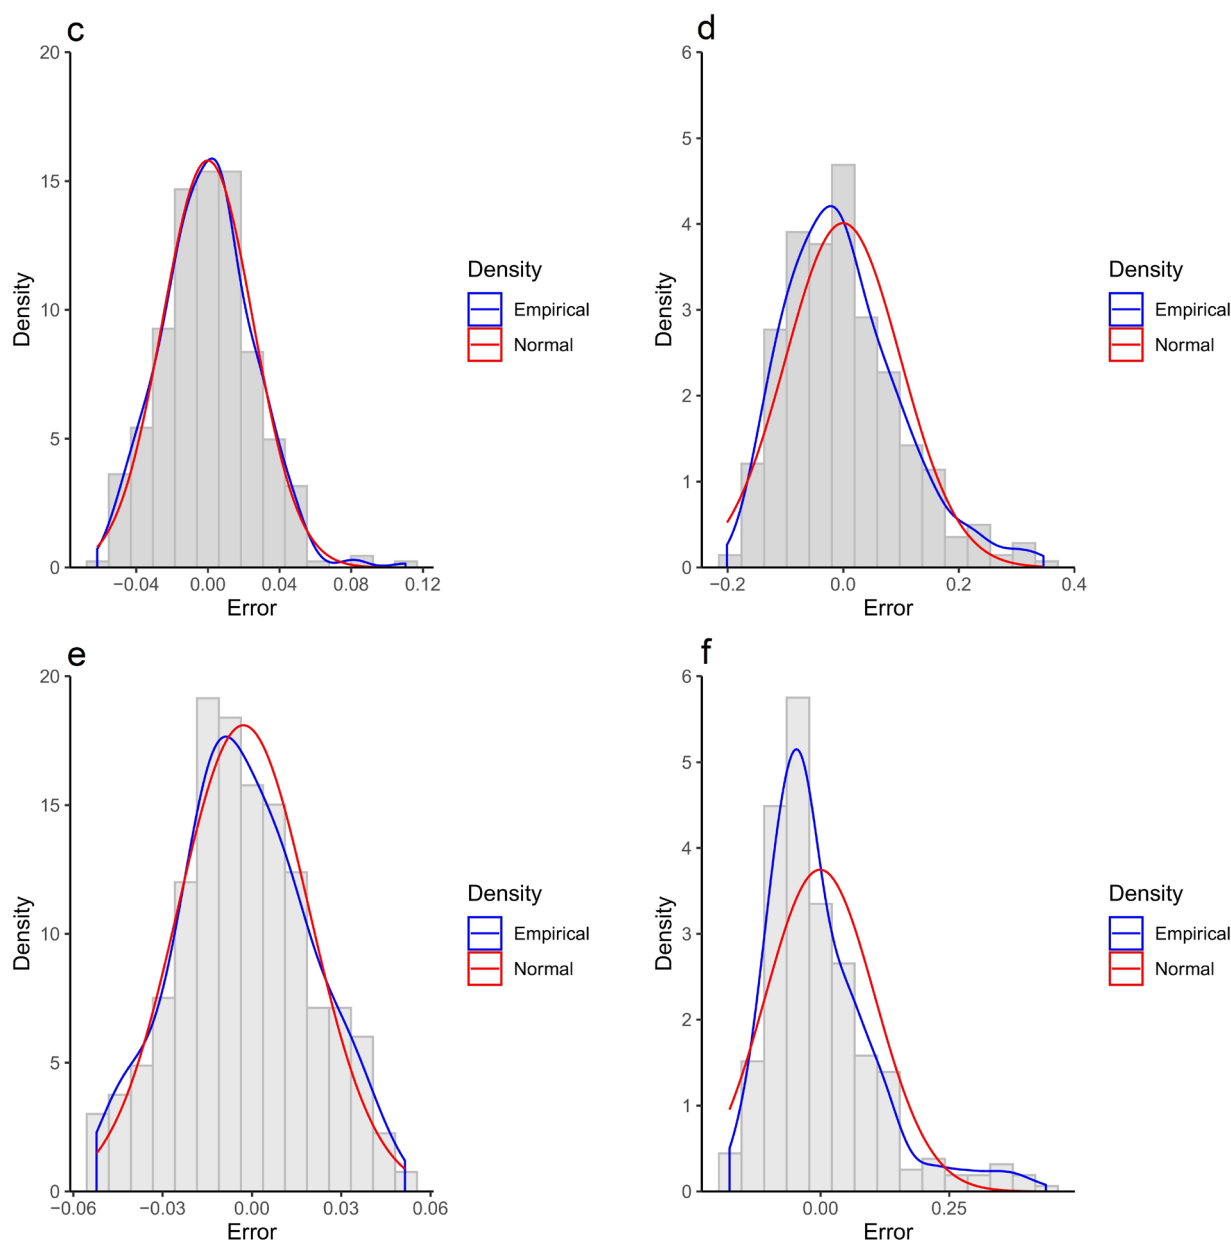 c
20
15
10
5
0
Density
−0.04
0.00
0.04
0.08
0.12
Error
Density
Empirical
Normal
d
6
5
4
3
2
1
0
Density
−0.2
0.0
0.2
0.4
Error
Density
Empirical
Normal
e
20
15
10
5
0
Density
−0.06
−0.03
0.00
0.03
0.06
Error
Density
Empirical
Normal
f
6
5
4
3
2
1
0
Density
0.00
0.25
Error
Density
Empirical
Normal